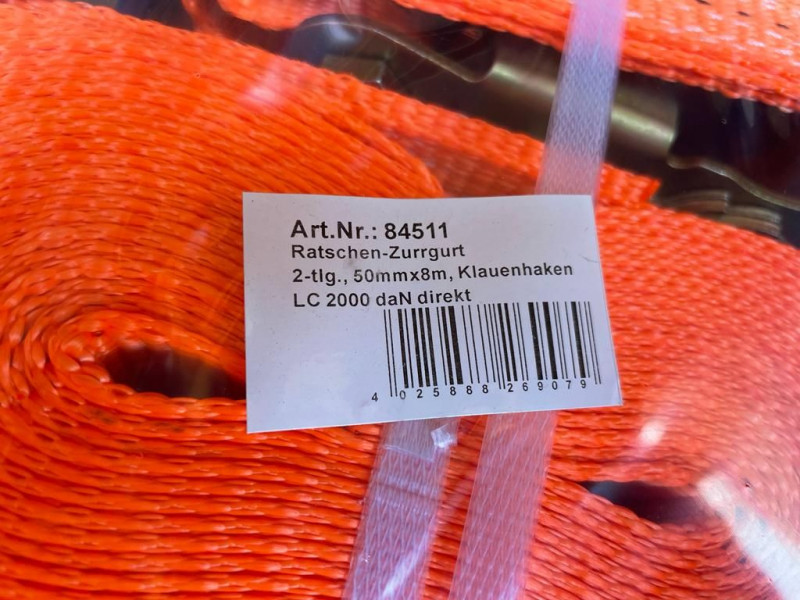 Art.Nr.: 84511
Ratschen-Zurrgurt
2-tlg., 50mmx8m, Klauenhaken
LC 2000 daN direkt
4 025888 269079